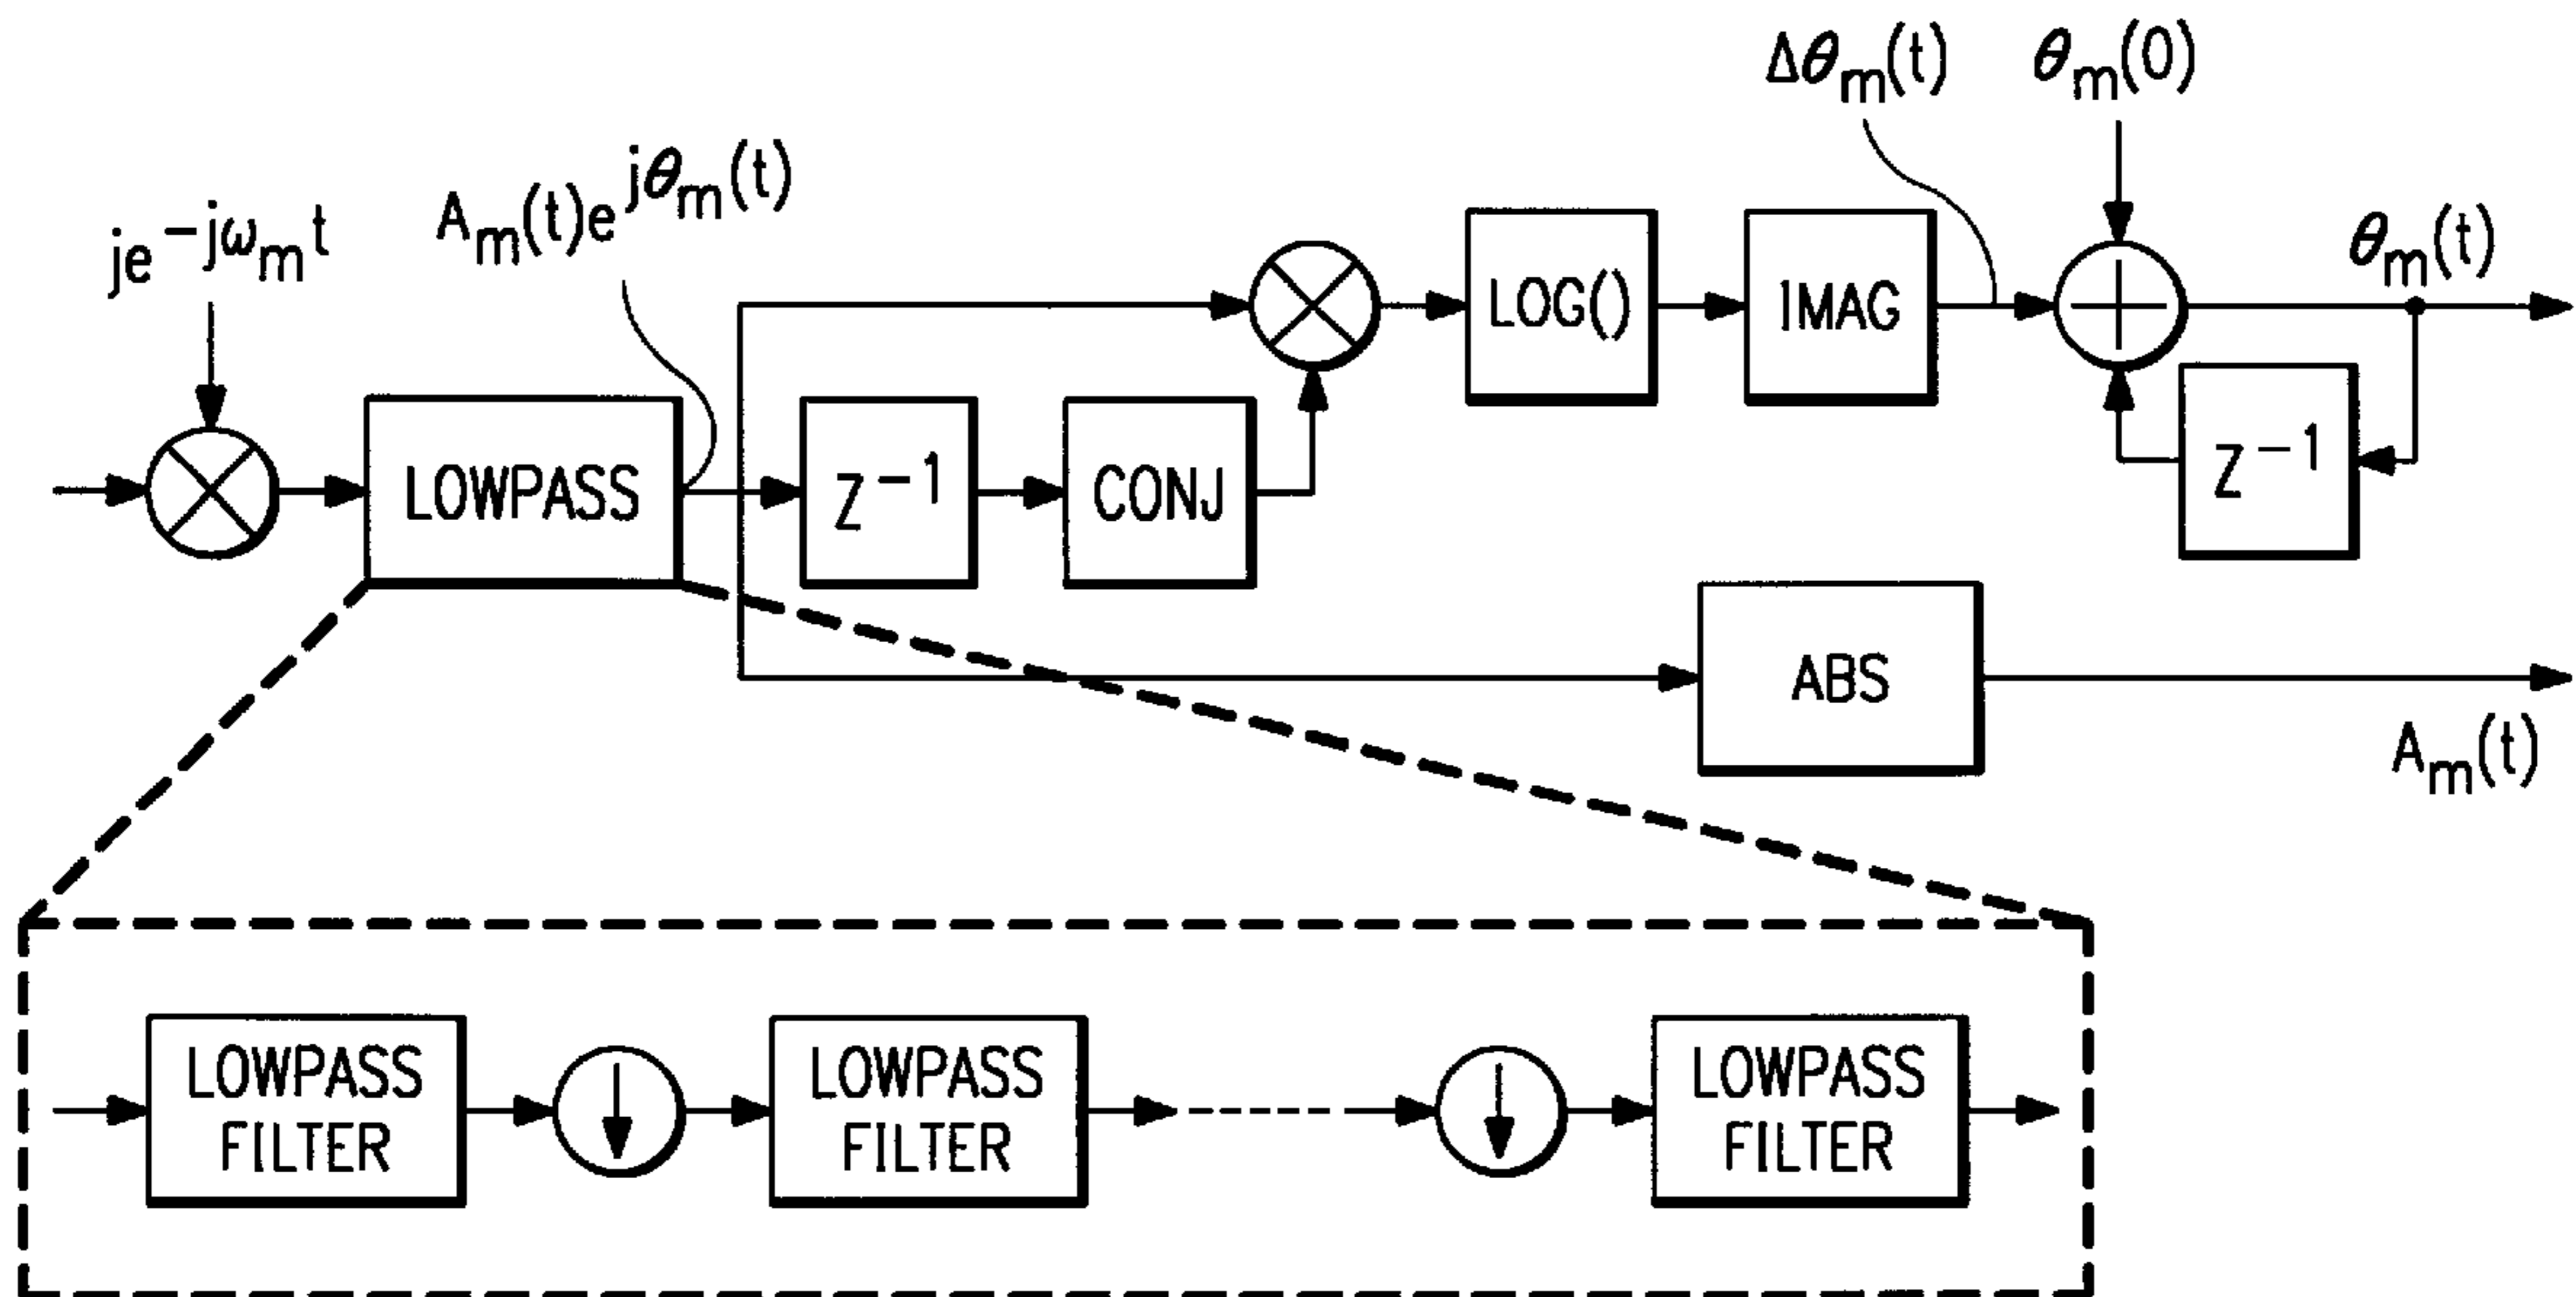 Δθm(t)
θm(0)
je^-jωmt
Am(t)e^jθm(t)
LOG()
IMAG
θm(t)
LOWPASS
Z^-1
CONJ
Z^-1
ABS
Am(t)
LOWPASS
FILTER
LOWPASS
FILTER
LOWPASS
FILTER